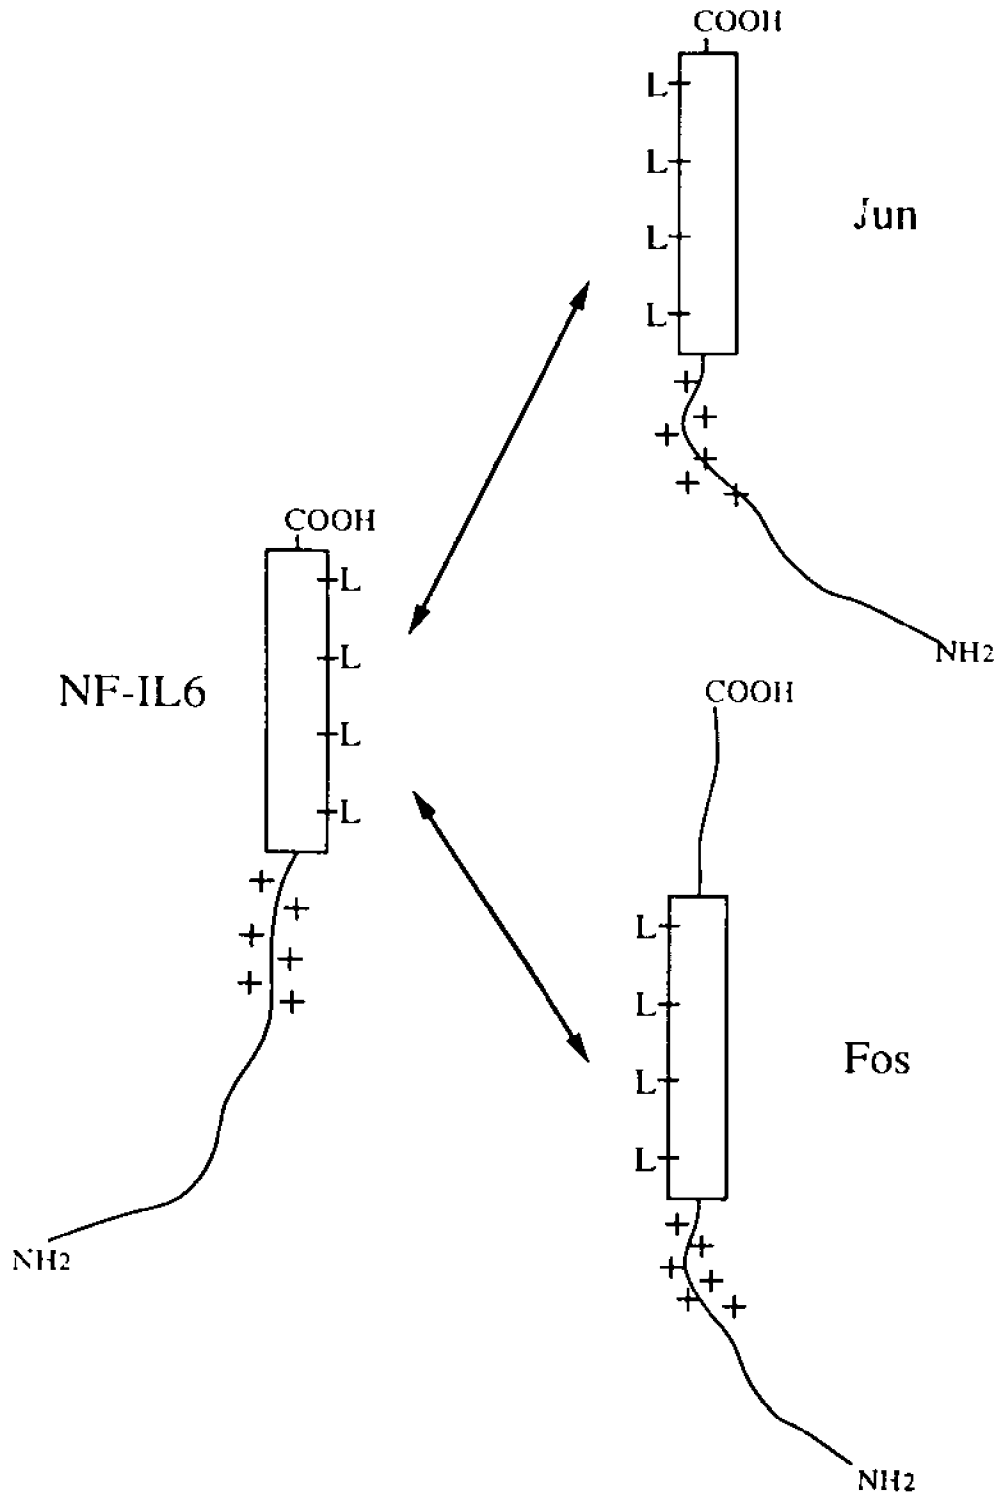 COOH
L
L
L
Jun
L
+
+
+
+
+
+
COOH
L
NH2
L
NF-IL6
COOH
L
L
+
+
+
+
+
+
L
L
Fos
L
L
NH2
+
+
+
+
+
+
NH2